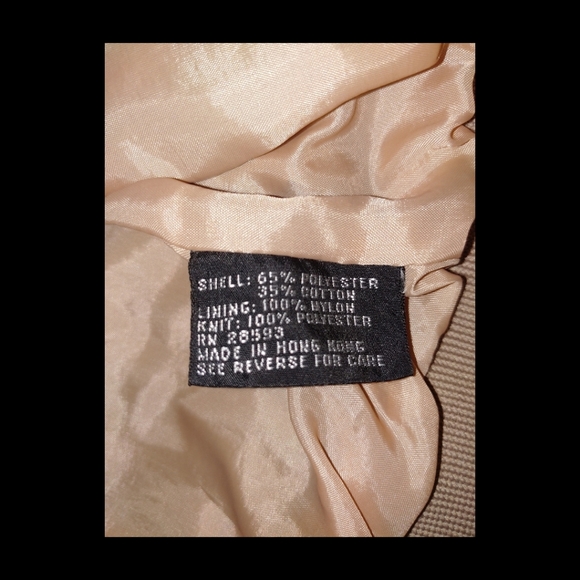 SHELL: 65% POLYESTER
35% COTTON
LINING: 100% NYLON
KNIT: 100% POLYESTER
RN 28593
MADE IN HONG KONG
SEE REVERSE FOR CARE